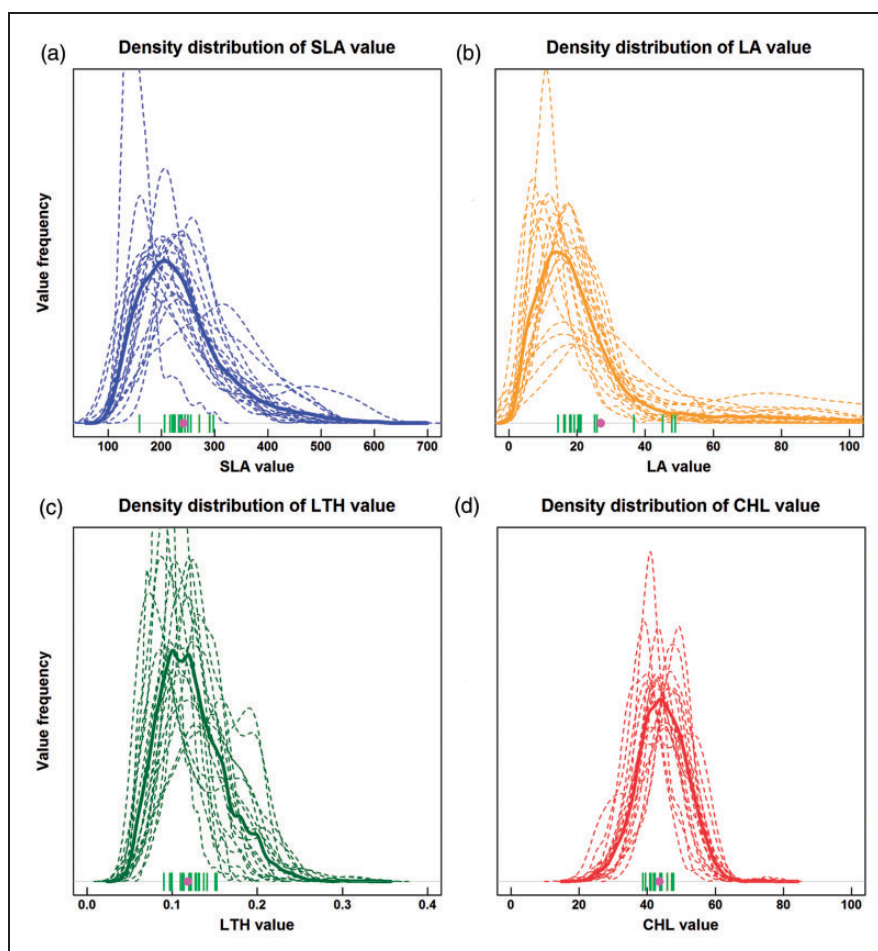 (a) Density distribution of SLA value
Value frequency
100 200 300 400 500 600 700
SLA value
(b) Density distribution of LA value
0 20 40 60 80 100
LA value
(c) Density distribution of LTH value
Value frequency
0.0 0.1 0.2 0.3 0.4
LTH value
(d) Density distribution of CHL value
0 20 40 60 80 100
CHL value